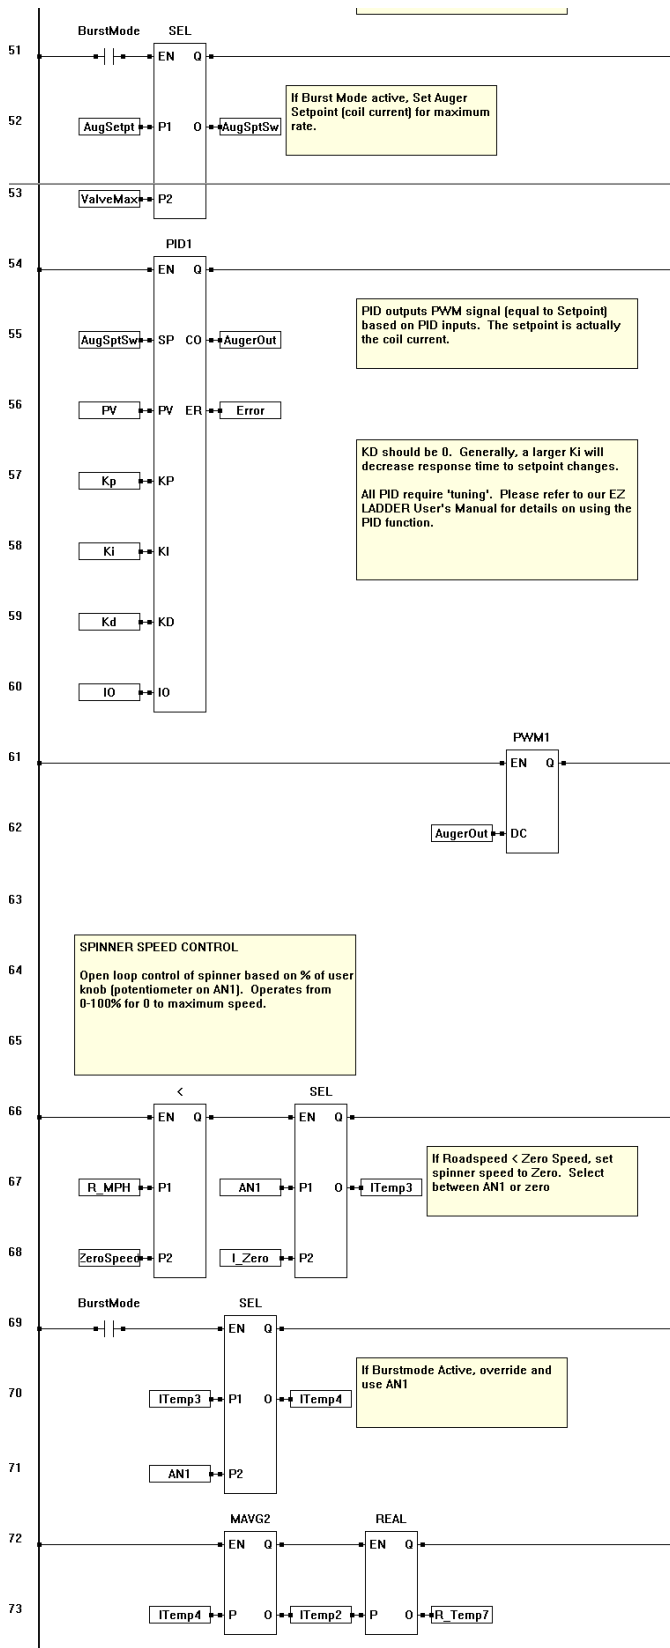 BurstMode SEL
51 EN Q
If Burst Mode active, Set Auger
Setpoint (coil current) for maximum
rate.
52 AugSetpt P1 O AugSptSw
53 ValveMax P2
PID1
54 EN Q
PID outputs PWM signal (equal to Setpoint)
based on PID inputs. The setpoint is actually
the coil current.
55 AugSptSw SP CO AugerOut
56 PV PV ER Error
KD should be 0. Generally, a larger Ki will
decrease response time to setpoint changes.
All PID require 'tuning'. Please refer to our EZ
LADDER User's Manual for details on using the
PID function.
57 Kp KP
58 Ki KI
59 Kd KD
60 IO IO
PWM1
61 EN Q
62 AugerOut DC
63
SPINNER SPEED CONTROL
64
Open loop control of spinner based on % of user
knob (potentiometer on AN1). Operates from
0-100% for 0 to maximum speed.
65
< SEL
66 EN Q EN Q
If Roadspeed < Zero Speed, set
spinner speed to Zero. Select
between AN1 or zero
67 R_MPH P1 AN1 P1 O ITemp3
68 ZeroSpeed P2 I_Zero P2
BurstMode SEL
69 EN Q
If Burstmode Active, override and
use AN1
70 ITemp3 P1 O ITemp4
71 AN1 P2
MAVG2 REAL
72 EN Q EN Q
73 ITemp4 P O ITemp2 P O R_Temp7